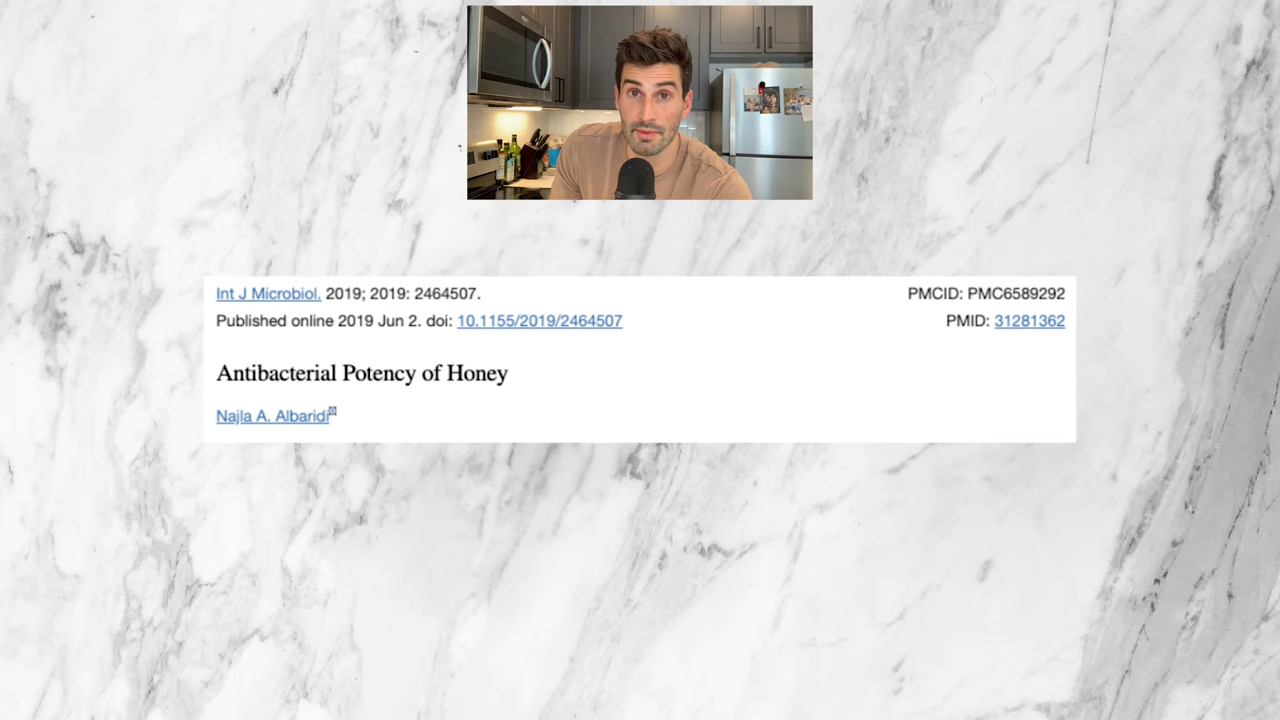 Int J Microbiol. 2019; 2019: 2464507.
PMCID: PMC6589292
Published online 2019 Jun 2. doi: 10.1155/2019/2464507
PMID: 31281362
Antibacterial Potency of Honey
Najla A. Albaridi